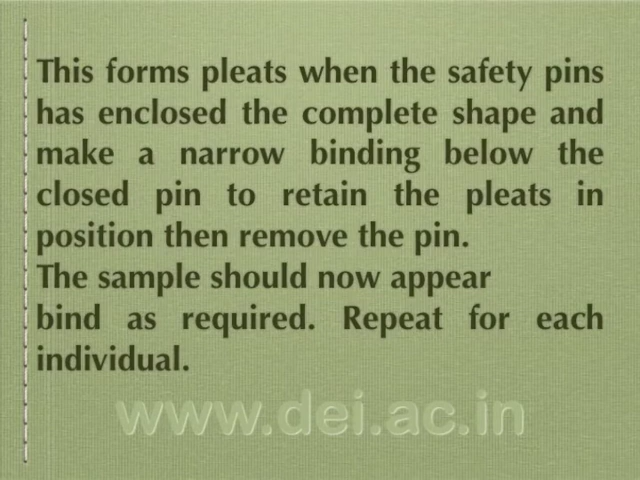 This forms pleats when the safety pins
has enclosed the complete shape and
make a narrow binding below the
closed pin to retain the pleats in
position then remove the pin.
The sample should now appear
bind as required. Repeat for each
individual.
www.dei.ac.in